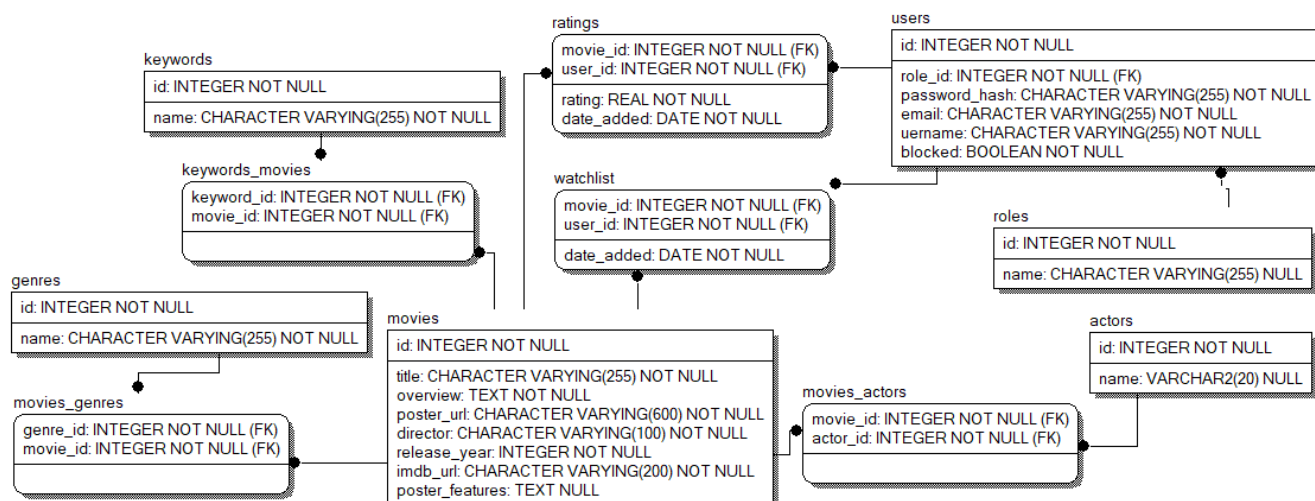 ratings
movie_id: INTEGER NOT NULL (FK)
user_id: INTEGER NOT NULL (FK)
rating: REAL NOT NULL
date_added: DATE NOT NULL
users
id: INTEGER NOT NULL
role_id: INTEGER NOT NULL (FK)
password_hash: CHARACTER VARYING(255) NOT NULL
email: CHARACTER VARYING(255) NOT NULL
uername: CHARACTER VARYING(255) NOT NULL
blocked: BOOLEAN NOT NULL
keywords
id: INTEGER NOT NULL
name: CHARACTER VARYING(255) NOT NULL
keywords_movies
keyword_id: INTEGER NOT NULL (FK)
movie_id: INTEGER NOT NULL (FK)
watchlist
movie_id: INTEGER NOT NULL (FK)
user_id: INTEGER NOT NULL (FK)
date_added: DATE NOT NULL
roles
id: INTEGER NOT NULL
name: CHARACTER VARYING(255) NULL
genres
id: INTEGER NOT NULL
name: CHARACTER VARYING(255) NOT NULL
movies
id: INTEGER NOT NULL
title: CHARACTER VARYING(255) NOT NULL
overview: TEXT NOT NULL
poster_url: CHARACTER VARYING(600) NOT NULL
director: CHARACTER VARYING(100) NOT NULL
release_year: INTEGER NOT NULL
imdb_url: CHARACTER VARYING(200) NOT NULL
poster_features: TEXT NULL
actors
id: INTEGER NOT NULL
name: VARCHAR2(20) NULL
movies_genres
genre_id: INTEGER NOT NULL (FK)
movie_id: INTEGER NOT NULL (FK)
movies_actors
movie_id: INTEGER NOT NULL (FK)
actor_id: INTEGER NOT NULL (FK)